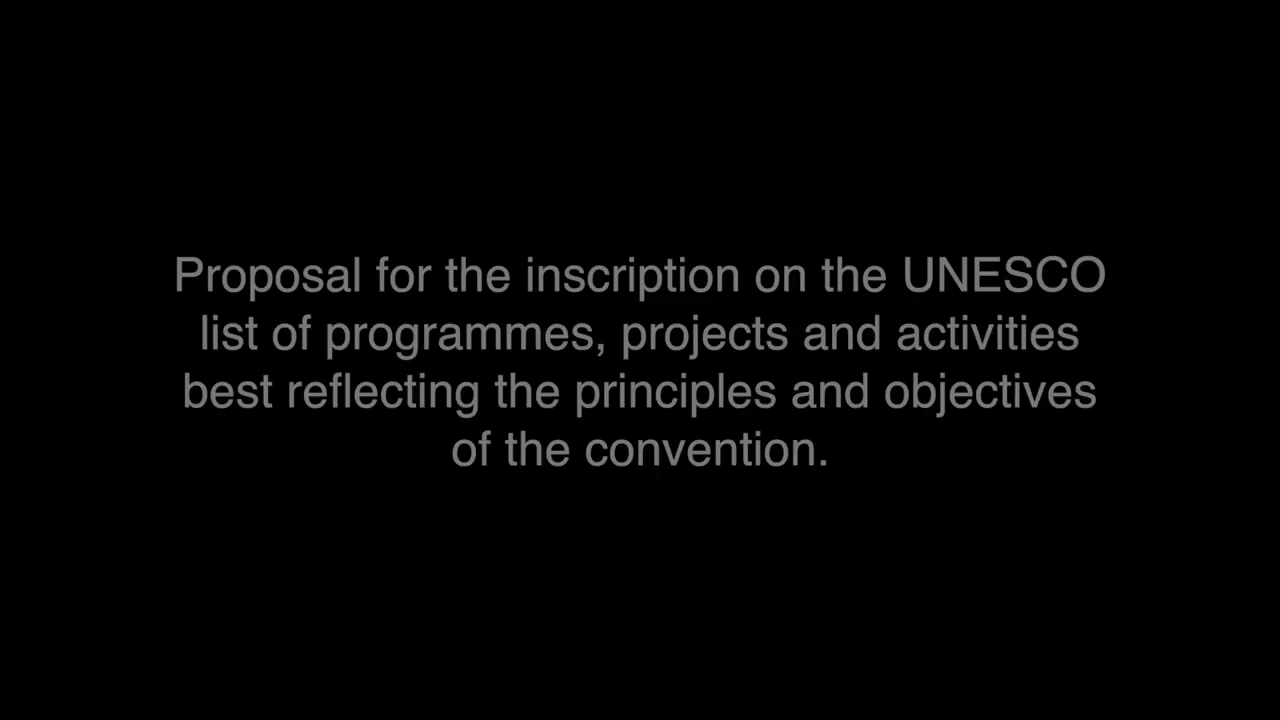 Proposal for the inscription on the UNESCO
list of programmes, projects and activities
best reflecting the principles and objectives
of the convention.